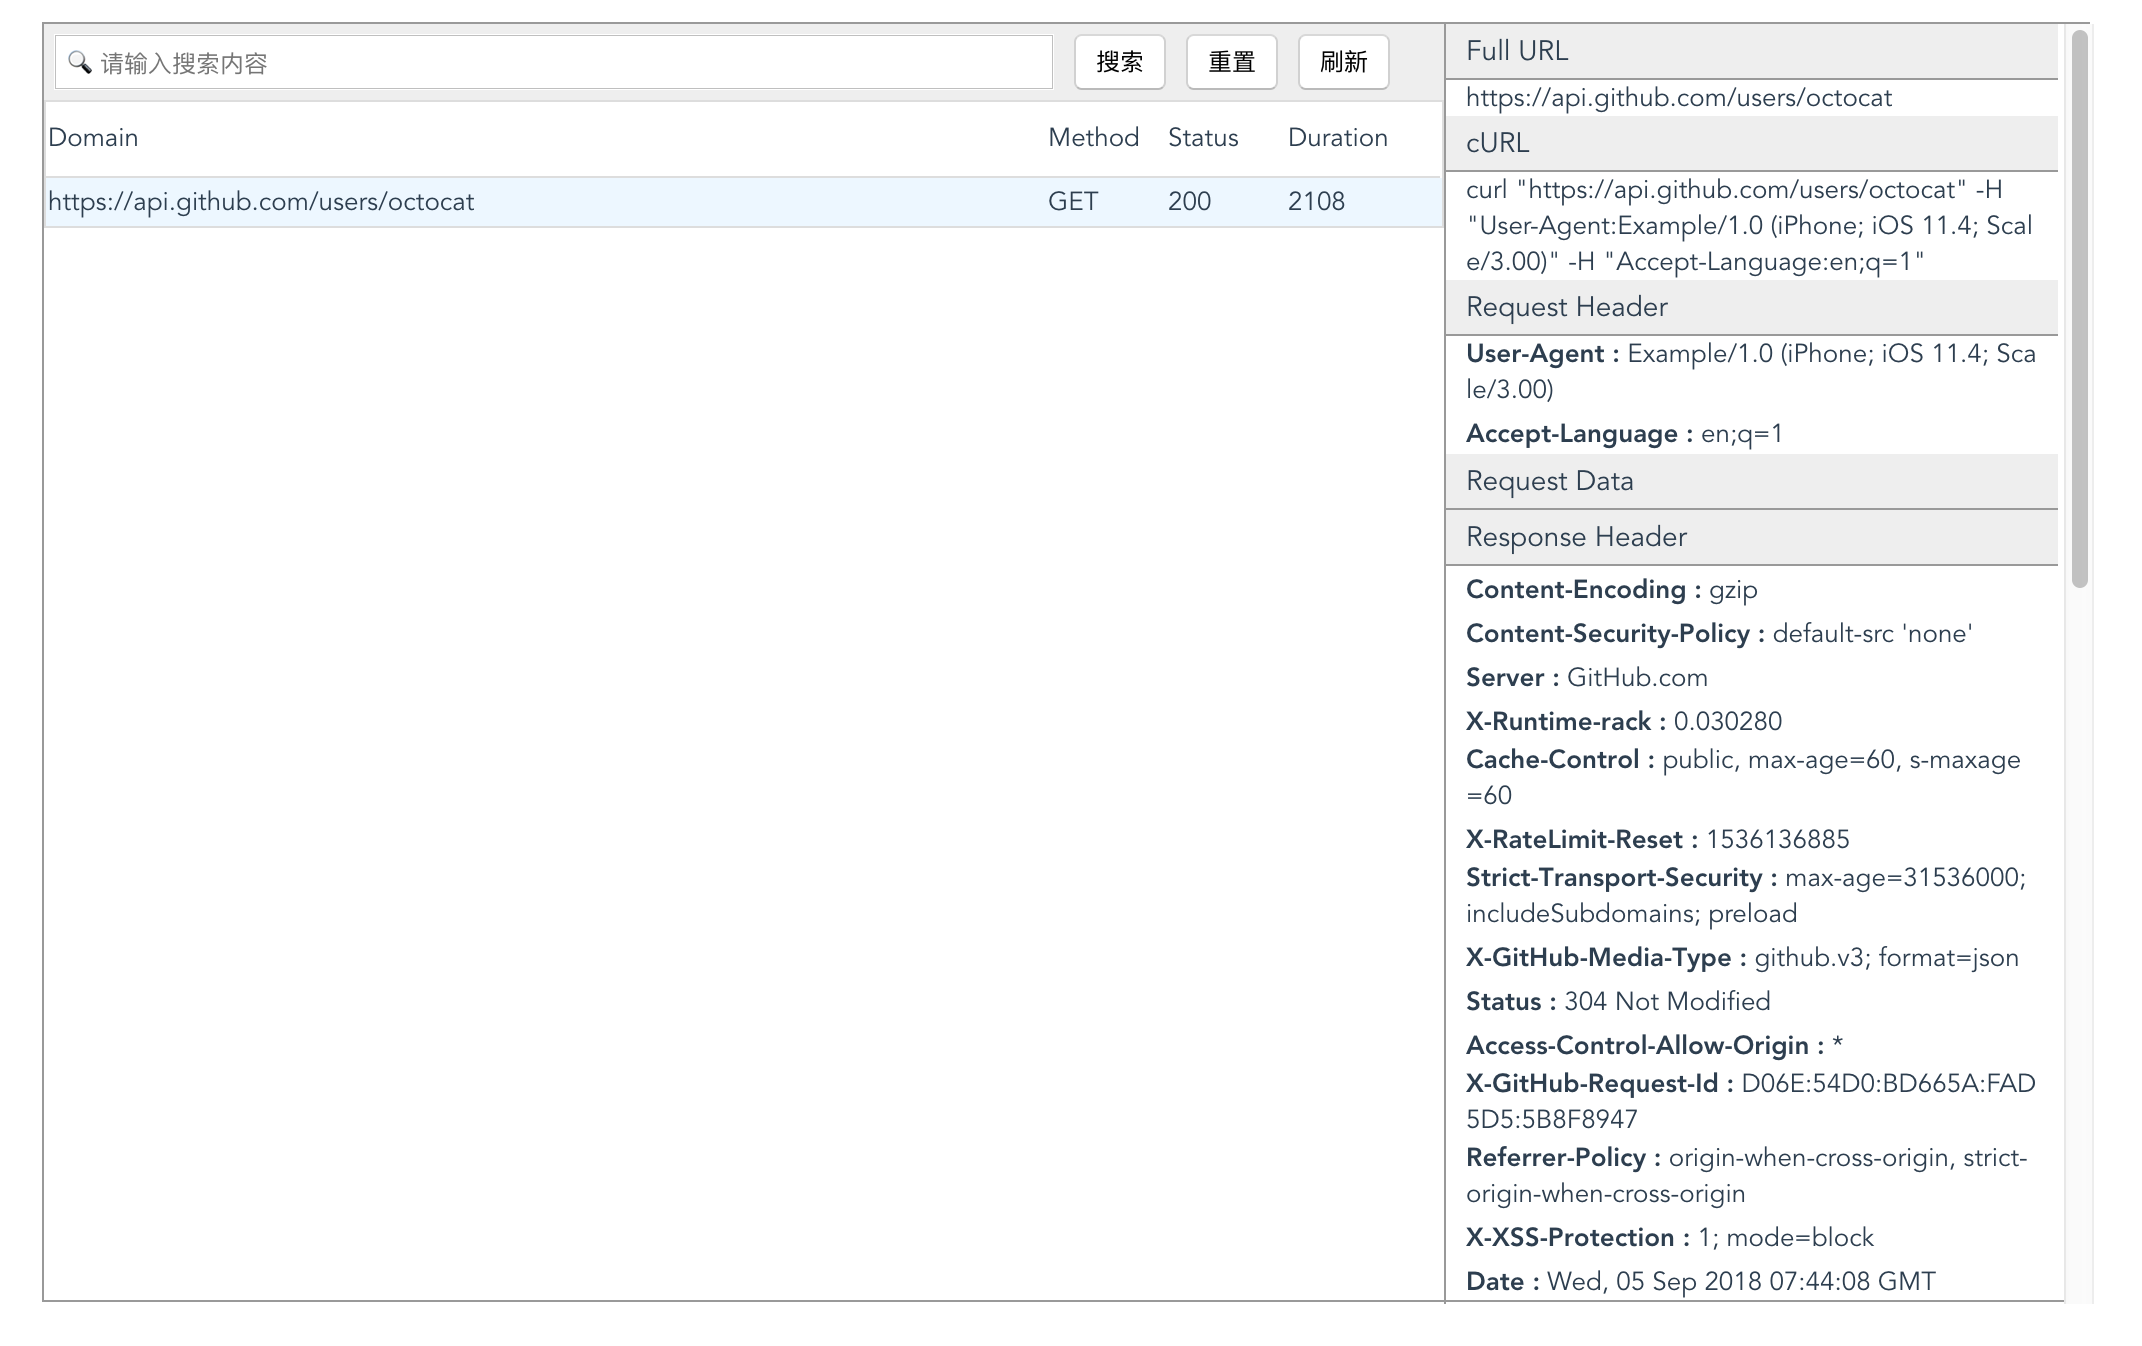 🔍 请输入搜索内容
搜索
重置
刷新
Domain Method Status Duration
https://api.github.com/users/octocat GET 200 2108
Full URL
https://api.github.com/users/octocat
cURL
curl "https://api.github.com/users/octocat" -H
"User-Agent:Example/1.0 (iPhone; iOS 11.4; Scal
e/3.00)" -H "Accept-Language:en;q=1"
Request Header
User-Agent : Example/1.0 (iPhone; iOS 11.4; Sca
le/3.00)
Accept-Language : en;q=1
Request Data
Response Header
Content-Encoding : gzip
Content-Security-Policy : default-src 'none'
Server : GitHub.com
X-Runtime-rack : 0.030280
Cache-Control : public, max-age=60, s-maxage
=60
X-RateLimit-Reset : 1536136885
Strict-Transport-Security : max-age=31536000;
includeSubdomains; preload
X-GitHub-Media-Type : github.v3; format=json
Status : 304 Not Modified
Access-Control-Allow-Origin : *
X-GitHub-Request-Id : D06E:54D0:BD665A:FAD
5D5:5B8F8947
Referrer-Policy : origin-when-cross-origin, strict-
origin-when-cross-origin
X-XSS-Protection : 1; mode=block
Date : Wed, 05 Sep 2018 07:44:08 GMT